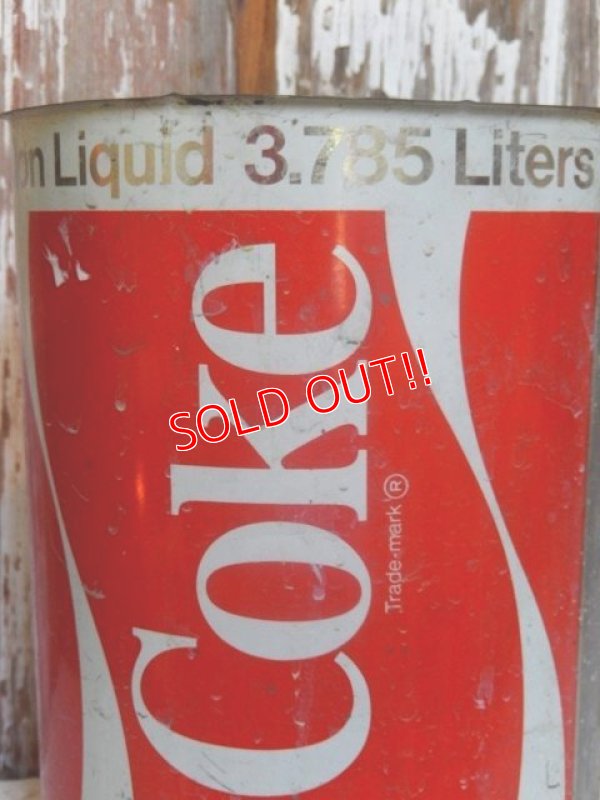 on Liquid 3.785 Liters
Coke
Trade-mark ®
SOLD OUT!!